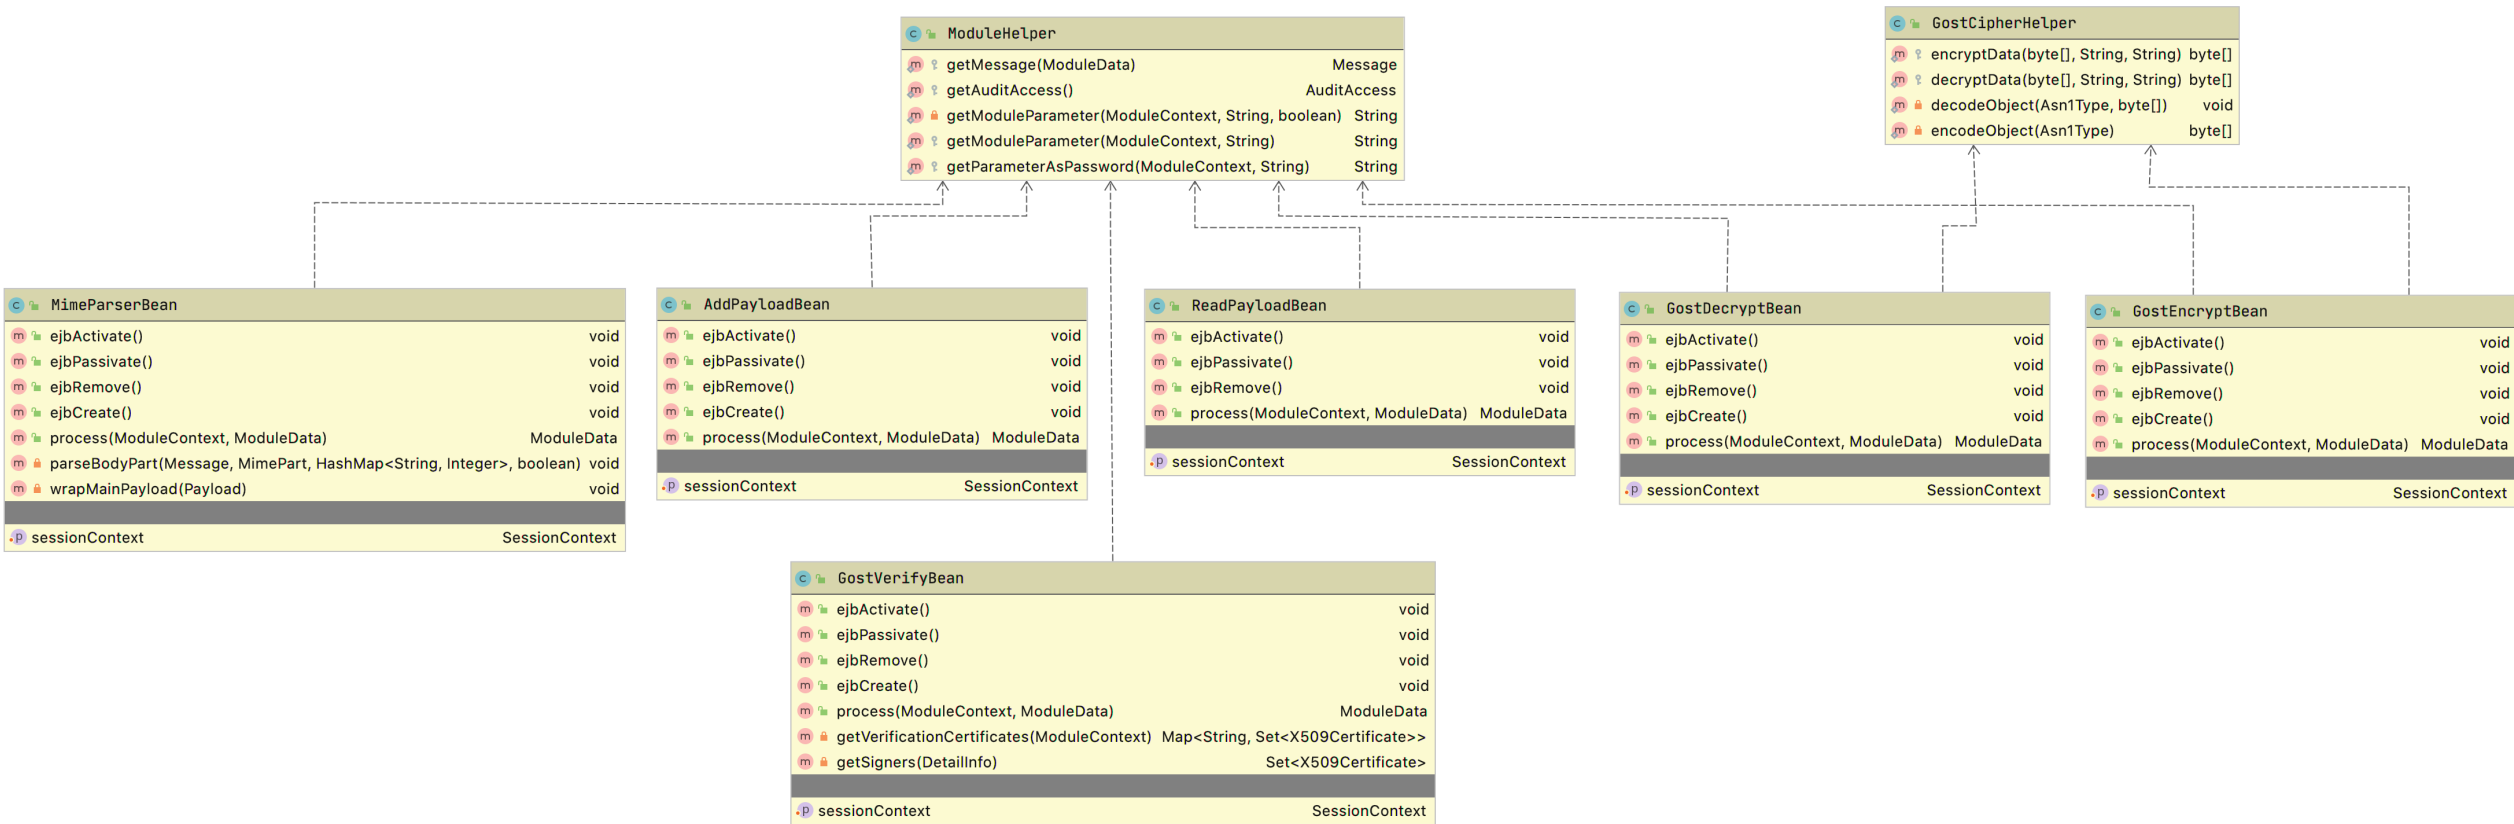 ModuleHelper
getMessage(ModuleData) Message
getAuditAccess() AuditAccess
getModuleParameter(ModuleContext, String, boolean) String
getModuleParameter(ModuleContext, String) String
getParameterAsPassword(ModuleContext, String) String
GostCipherHelper
encryptData(byte[], String, String) byte[]
decryptData(byte[], String, String) byte[]
decodeObject(Asn1Type, byte[]) void
encodeObject(Asn1Type) byte[]
MimeParserBean
ejbActivate() void
ejbPassivate() void
ejbRemove() void
ejbCreate() void
process(ModuleContext, ModuleData) ModuleData
parseBodyPart(Message, MimePart, HashMap<String, Integer>, boolean) void
wrapMainPayload(Payload) void
sessionContext SessionContext
AddPayloadBean
ejbActivate() void
ejbPassivate() void
ejbRemove() void
ejbCreate() void
process(ModuleContext, ModuleData) ModuleData
sessionContext SessionContext
ReadPayloadBean
ejbActivate() void
ejbPassivate() void
ejbRemove() void
process(ModuleContext, ModuleData) ModuleData
sessionContext SessionContext
GostDecryptBean
ejbActivate() void
ejbPassivate() void
ejbRemove() void
ejbCreate() void
process(ModuleContext, ModuleData) ModuleData
sessionContext SessionContext
GostEncryptBean
ejbActivate() void
ejbPassivate() void
ejbRemove() void
ejbCreate() void
process(ModuleContext, ModuleData) ModuleData
sessionContext SessionContext
GostVerifyBean
ejbActivate() void
ejbPassivate() void
ejbRemove() void
ejbCreate() void
process(ModuleContext, ModuleData) ModuleData
getVerificationCertificates(ModuleContext) Map<String, Set<X509Certificate>>
getSigners(DetailInfo) Set<X509Certificate>
sessionContext SessionContext